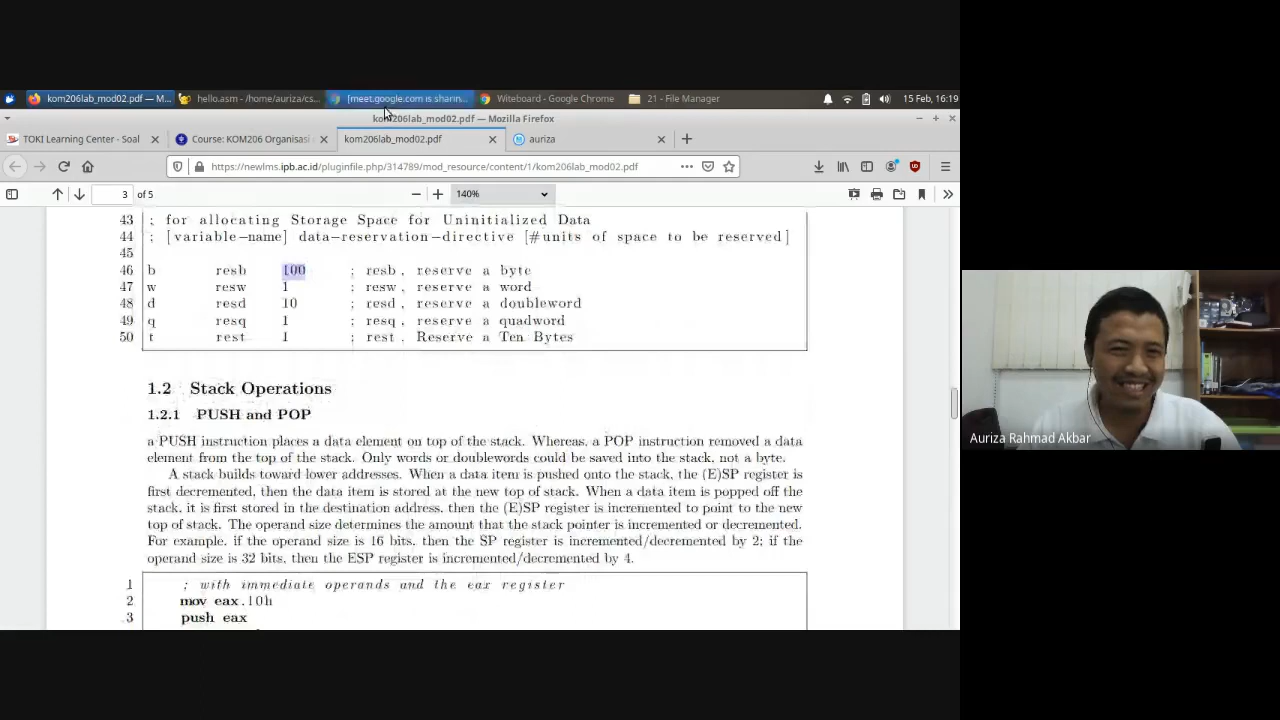 kom206lab_mod02.pdf — M...
hello.asm - /home/auriza/cs...
[meet.google.com is sharin...
Witeboard - Google Chrome
21 - File Manager
15 Feb, 16:19
kom206lab_mod02.pdf — Mozilla Firefox
TOKI Learning Center - Soal
Course: KOM206 Organisasi
kom206lab_mod02.pdf
auriza
https://newlms.ipb.ac.id/pluginfile.php/314789/mod_resource/content/1/kom206lab_mod02.pdf
3 of 5
140%
43 ; for allocating Storage Space for Uninitialized Data
44 ; [variable-name] data-reservation-directive [#units of space to be reserved]
45
46 b resb 100 ; resb, reserve a byte
47 w resw 1 ; resw, reserve a word
48 d resd 10 ; resd, reserve a doubleword
49 q resq 1 ; resq, reserve a quadword
50 t rest 1 ; rest, Reserve a Ten Bytes
1.2 Stack Operations
1.2.1 PUSH and POP
a PUSH instruction places a data element on top of the stack. Whereas, a POP instruction removed a data
element from the top of the stack. Only words or doublewords could be saved into the stack, not a byte.
A stack builds toward lower addresses. When a data item is pushed onto the stack, the (E)SP register is
first decremented, then the data item is stored at the new top of stack. When a data item is popped off the
stack, it is first stored in the destination address, then the (E)SP register is incremented to point to the new
top of stack. The operand size determines the amount that the stack pointer is incremented or decremented.
For example, if the operand size is 16 bits, then the SP register is incremented/decremented by 2; if the
operand size is 32 bits, then the ESP register is incremented/decremented by 4.
1 ; with immediate operands and the eax register
2 mov eax,10h
3 push eax
Auriza Rahmad Akbar